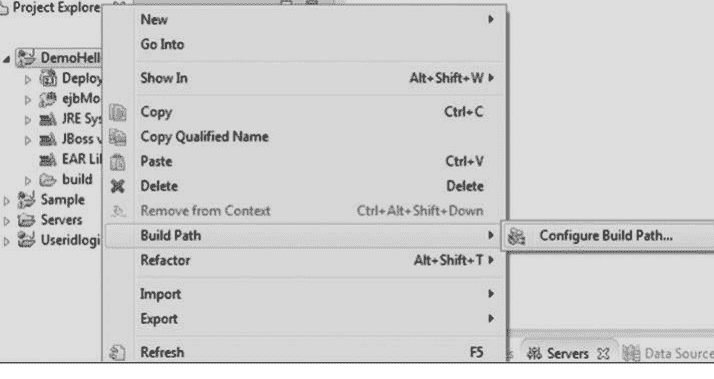 Project Explore
New
Go Into
DemoHell
Show In Alt+Shift+W
Deploy
ejbMo
Copy Ctrl+C
JRE Sys
Copy Qualified Name
JBoss v
Paste Ctrl+V
EAR Lil
Delete Delete
build
Remove from Context Ctrl+Alt+Shift+Down
Sample
Build Path Configure Build Path...
Servers
Useridlogi
Refactor Alt+Shift+T
Import
Export
Refresh F5
Servers Data Source